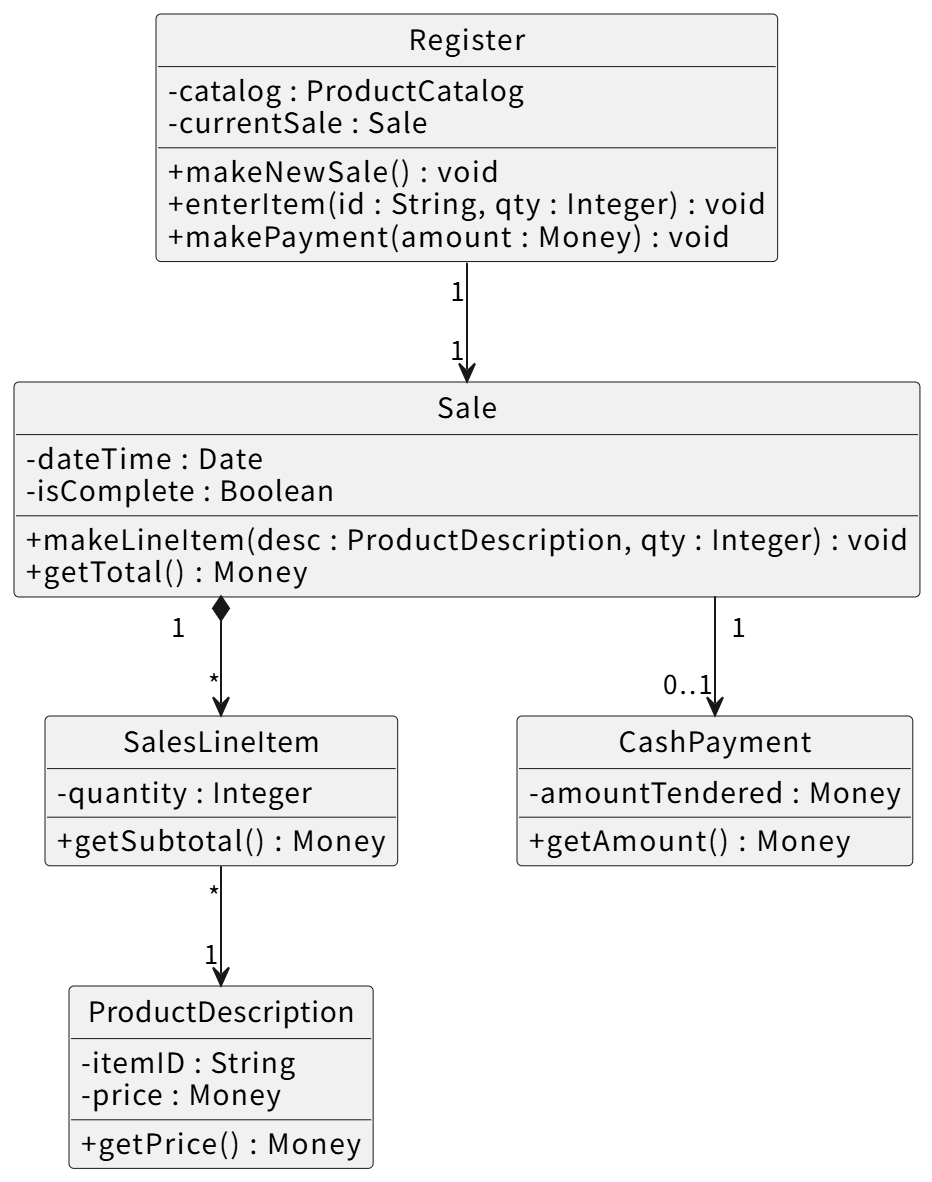 Register
-catalog : ProductCatalog
-currentSale : Sale
+makeNewSale() : void
+enterItem(id : String, qty : Integer) : void
+makePayment(amount : Money) : void
1
1
Sale
-dateTime : Date
-isComplete : Boolean
+makeLineItem(desc : ProductDescription, qty : Integer) : void
+getTotal() : Money
1
1
*
0..1
SalesLineItem
-quantity : Integer
+getSubtotal() : Money
CashPayment
-amountTendered : Money
+getAmount() : Money
*
1
ProductDescription
-itemID : String
-price : Money
+getPrice() : Money